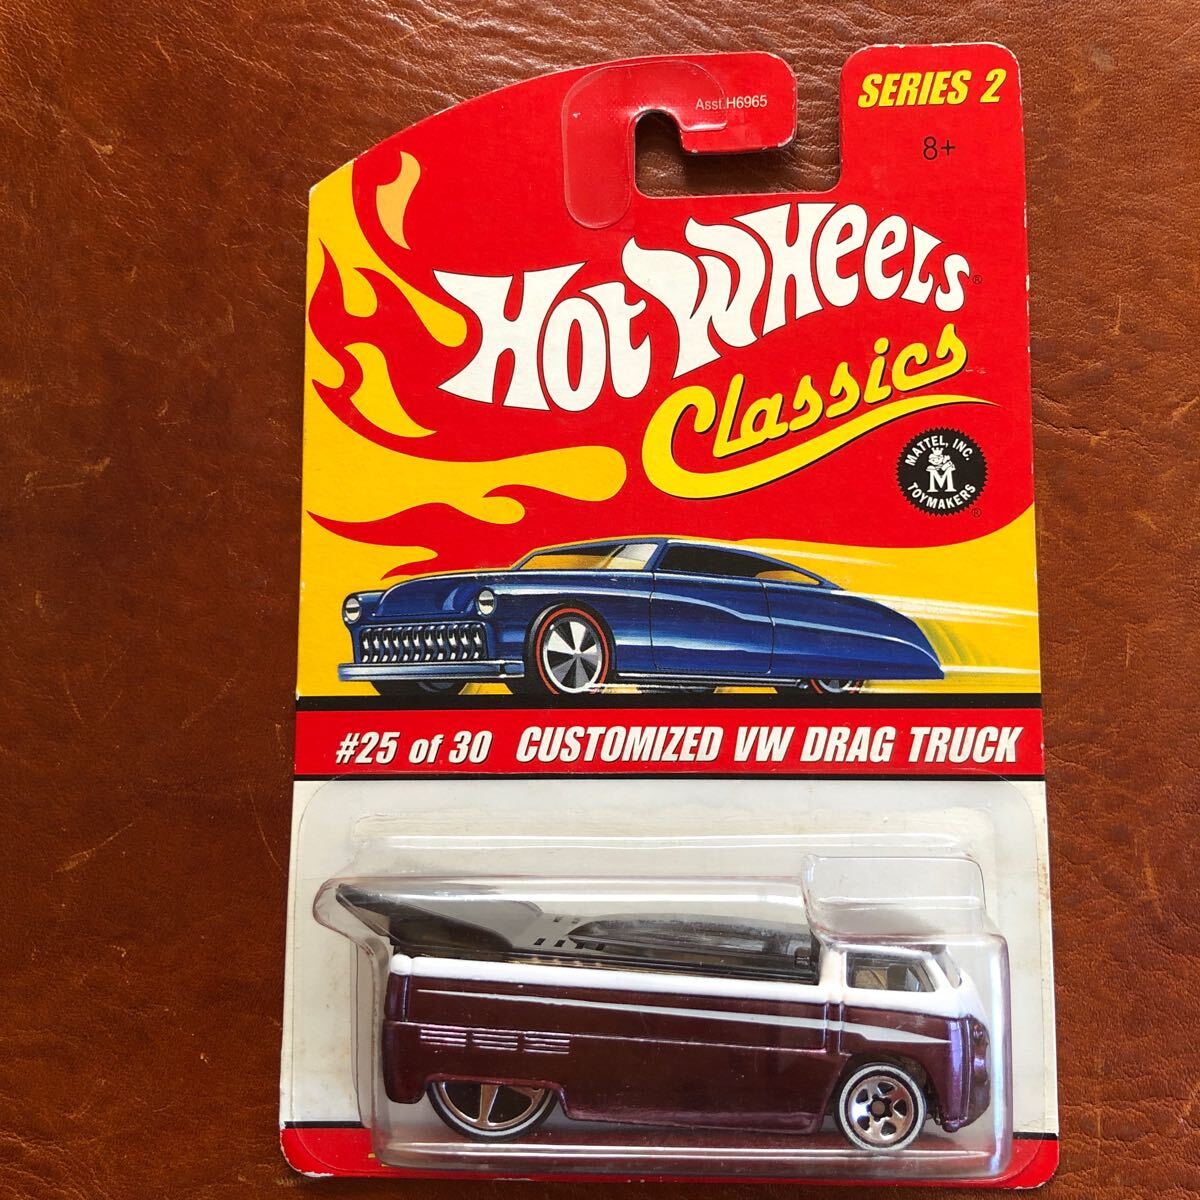 Asst.H6965
SERIES 2
8+
HOT WHEELS®
Classics
MATTEL, INC.
M
TOYMAKERS
®
#25 of 30 CUSTOMIZED VW DRAG TRUCK